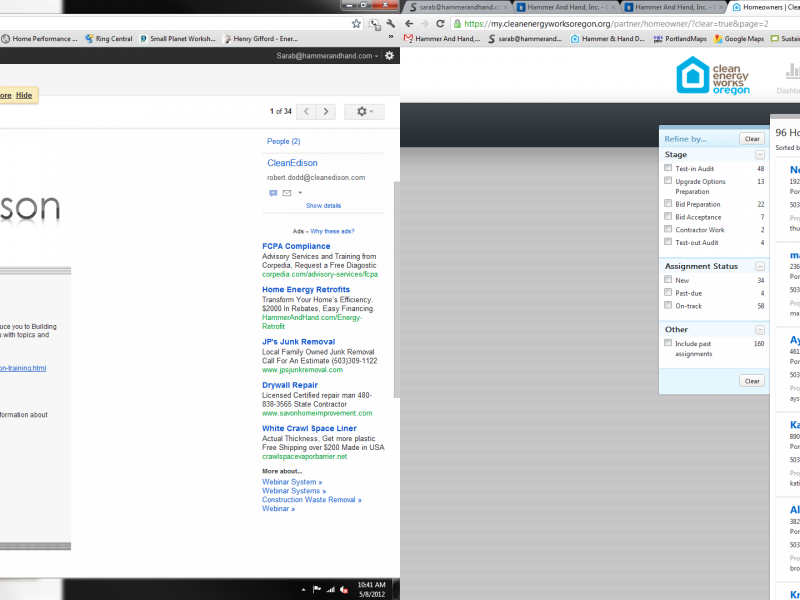 Home Performance ...
Ring Central
Small Planet Worksh...
Henry Gifford - Ener...
Sarab@hammerandhand.com
ore Hide
1 of 34
son
People (2)
CleanEdison
robert.dodd@cleanedison.com
Show details
Ads – Why these ads?
FCPA Compliance
Advisory Services and Training from
Corpedia, Request a Free Diagostic
corpedia.com/advisory-services/fcpa
Home Energy Retrofits
Transform Your Home's Efficiency.
$2000 In Rebates, Easy Financing.
HammerAndHand.com/Energy-
Retrofit
JP's Junk Removal
Local Family Owned Junk Removal
Call For An Estimate (503)309-1122
www.jpsjunkremoval.com
Drywall Repair
Licensed Certified repair man 480-
838-3565 State Contractor
www.savonhomeimprovement.com
White Crawl Space Liner
Actual Thickness, Get more plastic
Free Shipping over $200 Made in USA
crawlspacevaporbarrier.net
More about...
Webinar System »
Webinar Systems »
Construction Waste Removal »
Webinar »
uce you to Building
s with topics and
on-training.html
formation about
10:41 AM
5/8/2012
sarab@hammerandhand.c
Hammer And Hand, Inc. -
Hammer And Hand, Inc. -
Homeowners | Cle
https://my.cleanenergyworksoregon.org/partner/homeowner/?clear=true&page=2
Hammer And Hand,...
sarab@hammerand...
Hammer & Hand D...
PortlandMaps
Google Maps
Sustain
clean
energy
works
oregon
Dashb
Refine by...
Clear
Stage
Test-in Audit 48
Upgrade Options 13
Preparation
Bid Preparation 22
Bid Acceptance 7
Contractor Work 2
Test-out Audit 4
Assignment Status
New 34
Past-due 4
On-track 58
Other
Include past 160
assignments
Clear
96 Ho
Sorted b
Ne
192
Por
503
Proj
thu
ma
236
Por
503
Proj
ma
Ay
461
Por
503
Proj
ays
Ka
890
Por
503
Proj
kati
Al
382
Por
503
Proj
bro
Kr